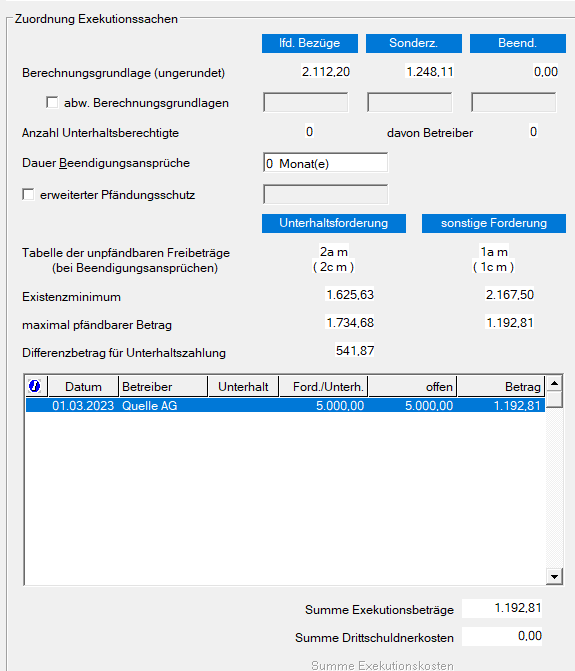 Zuordnung Exekutionssachen
lfd. Bezüge Sonderz. Beend.
Berechnungsgrundlage (ungerundet) 2.112,20 1.248,11 0,00
abw. Berechnungsgrundlagen
Anzahl Unterhaltsberechtigte 0 davon Betreiber 0
Dauer Beendigungsansprüche 0 Monat(e)
erweiterter Pfändungsschutz
Unterhaltsforderung sonstige Forderung
Tabelle der unpfändbaren Freibeträge 2a m 1a m
(bei Beendigungsansprüchen) ( 2c m ) ( 1c m )
Existenzminimum 1.625,63 2.167,50
maximal pfändbarer Betrag 1.734,68 1.192,81
Differenzbetrag für Unterhaltszahlung 541,87
Datum Betreiber Unterhalt Ford./Unterh. offen Betrag
01.03.2023 Quelle AG 5.000,00 5.000,00 1.192,81
Summe Exekutionsbeträge 1.192,81
Summe Drittschuldnerkosten 0,00
Summe Exekutionskosten